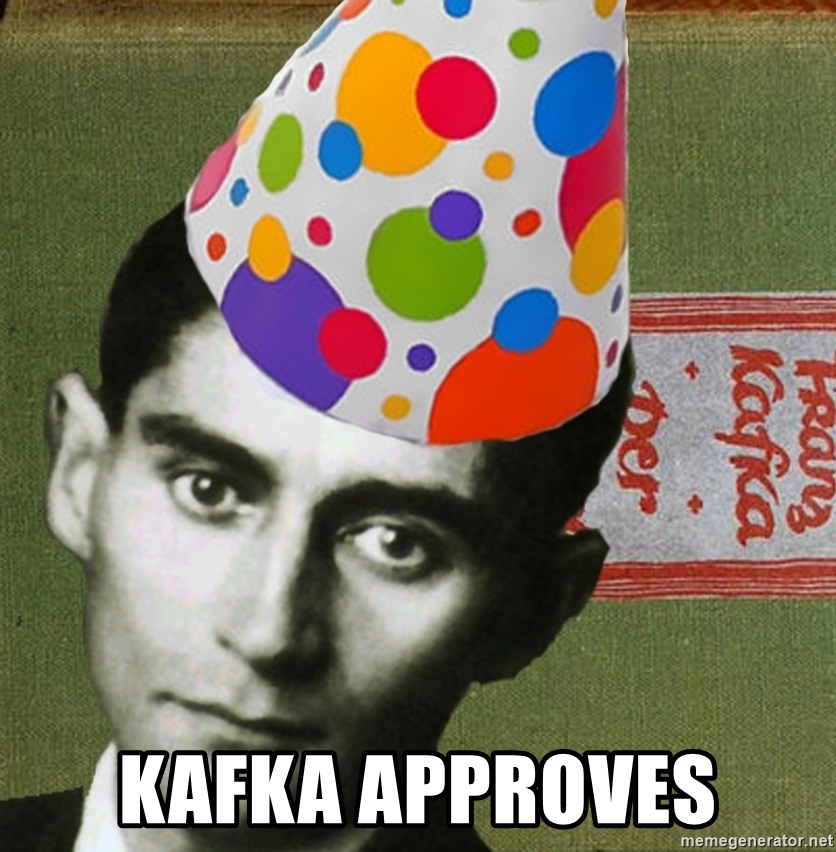 Franz
Kafka
Der
KAFKA APPROVES
memegenerator.net